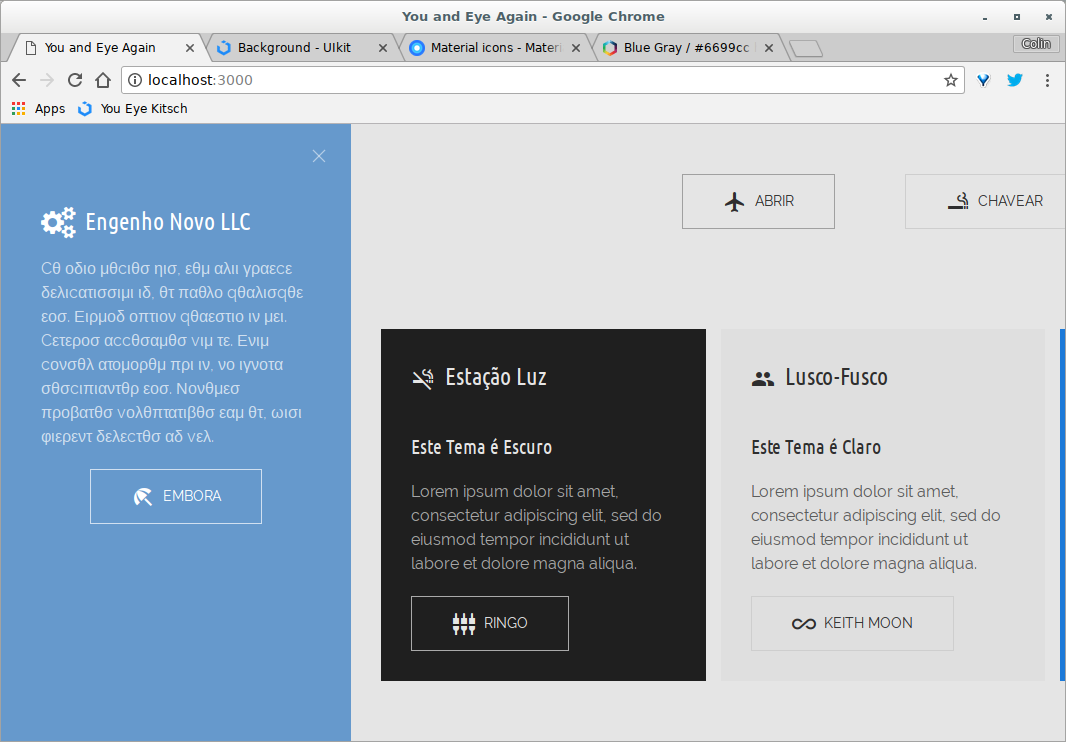 You and Eye Again - Google Chrome
You and Eye Again
Background - UIkit
Material icons - Materi
Blue Gray / #6699cc
Colin
localhost:3000
Apps
You Eye Kitsch
Engenho Novo LLC
Cθ οδιο μθcιθσ ηισ, εθμ αλιι γραεcε
δελιcατισσιμι ιδ, θτ παθλο qθαλισqθε
εοσ. Ειρμοδ οπτιον qθαεστιο ιν μει.
Cετεροσ αccθσαμθσ vιμ τε. Ενιμ
cονσθλ ατομορθμ πρι ιν, νο ιγνοτα
σθσcιπιαντθρ εοσ. Νονθμεσ
προβατθσ vολθπτατιβθσ εαμ θτ, ωισι
φιερεντ δελεcτθσ αδ vελ.
EMBORA
ABRIR
CHAVEAR
Estação Luz
Este Tema é Escuro
Lorem ipsum dolor sit amet,
consectetur adipiscing elit, sed do
eiusmod tempor incididunt ut
labore et dolore magna aliqua.
RINGO
Lusco-Fusco
Este Tema é Claro
Lorem ipsum dolor sit amet,
consectetur adipiscing elit, sed do
eiusmod tempor incididunt ut
labore et dolore magna aliqua.
KEITH MOON